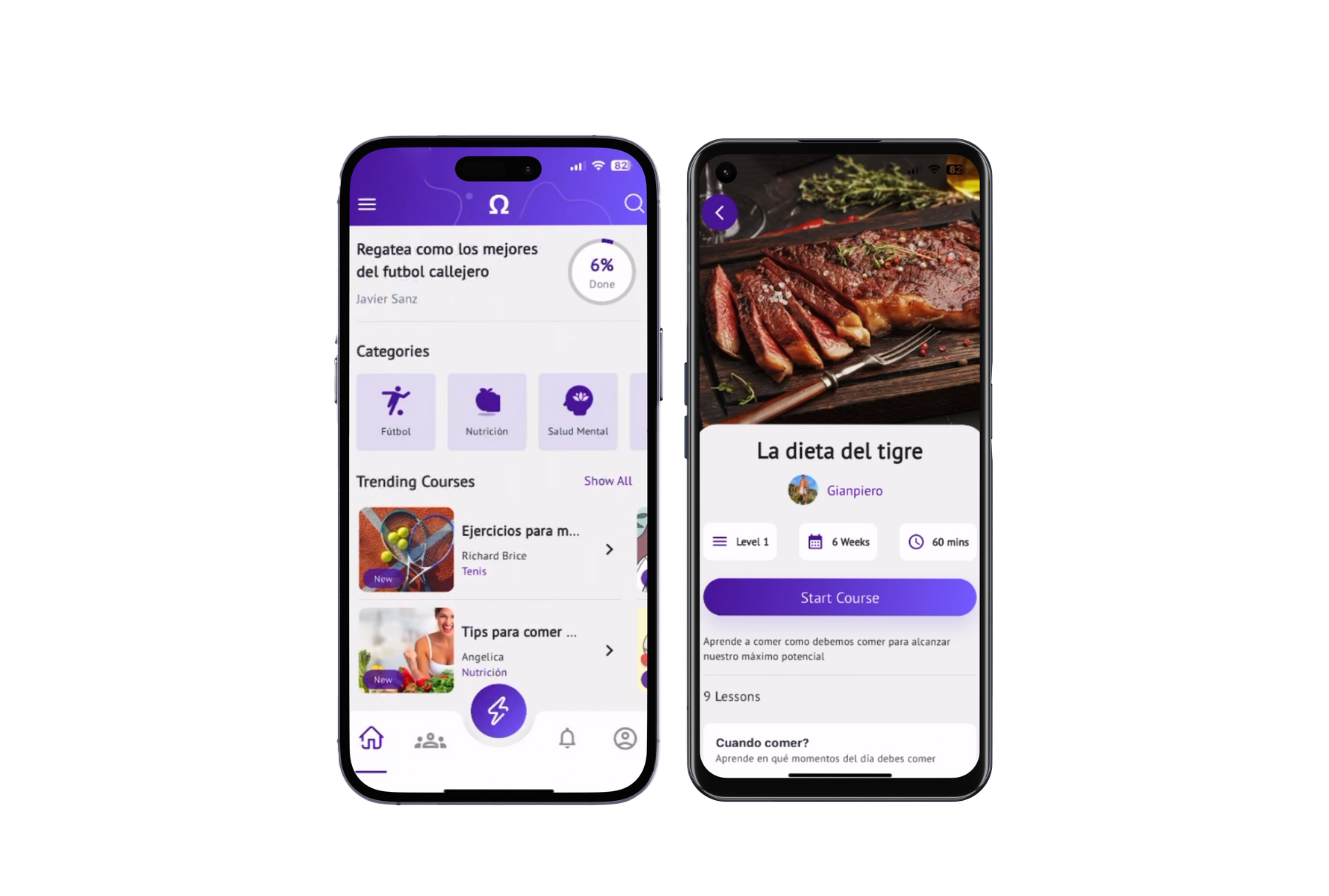 82
Ω
Regatea como los mejores
del futbol callejero
Javier Sanz
6%
Done
Categories
Fútbol
Nutrición
Salud Mental
Trending Courses
Show All
Ejercicios para m...
Richard Brice
Tenis
New
Tips para comer ...
Angelica
Nutrición
New
82
La dieta del tigre
Gianpiero
Level 1
6 Weeks
60 mins
Start Course
Aprende a comer como debemos comer para alcanzar
nuestro máximo potencial
9 Lessons
Cuando comer?
Aprende en qué momentos del día debes comer